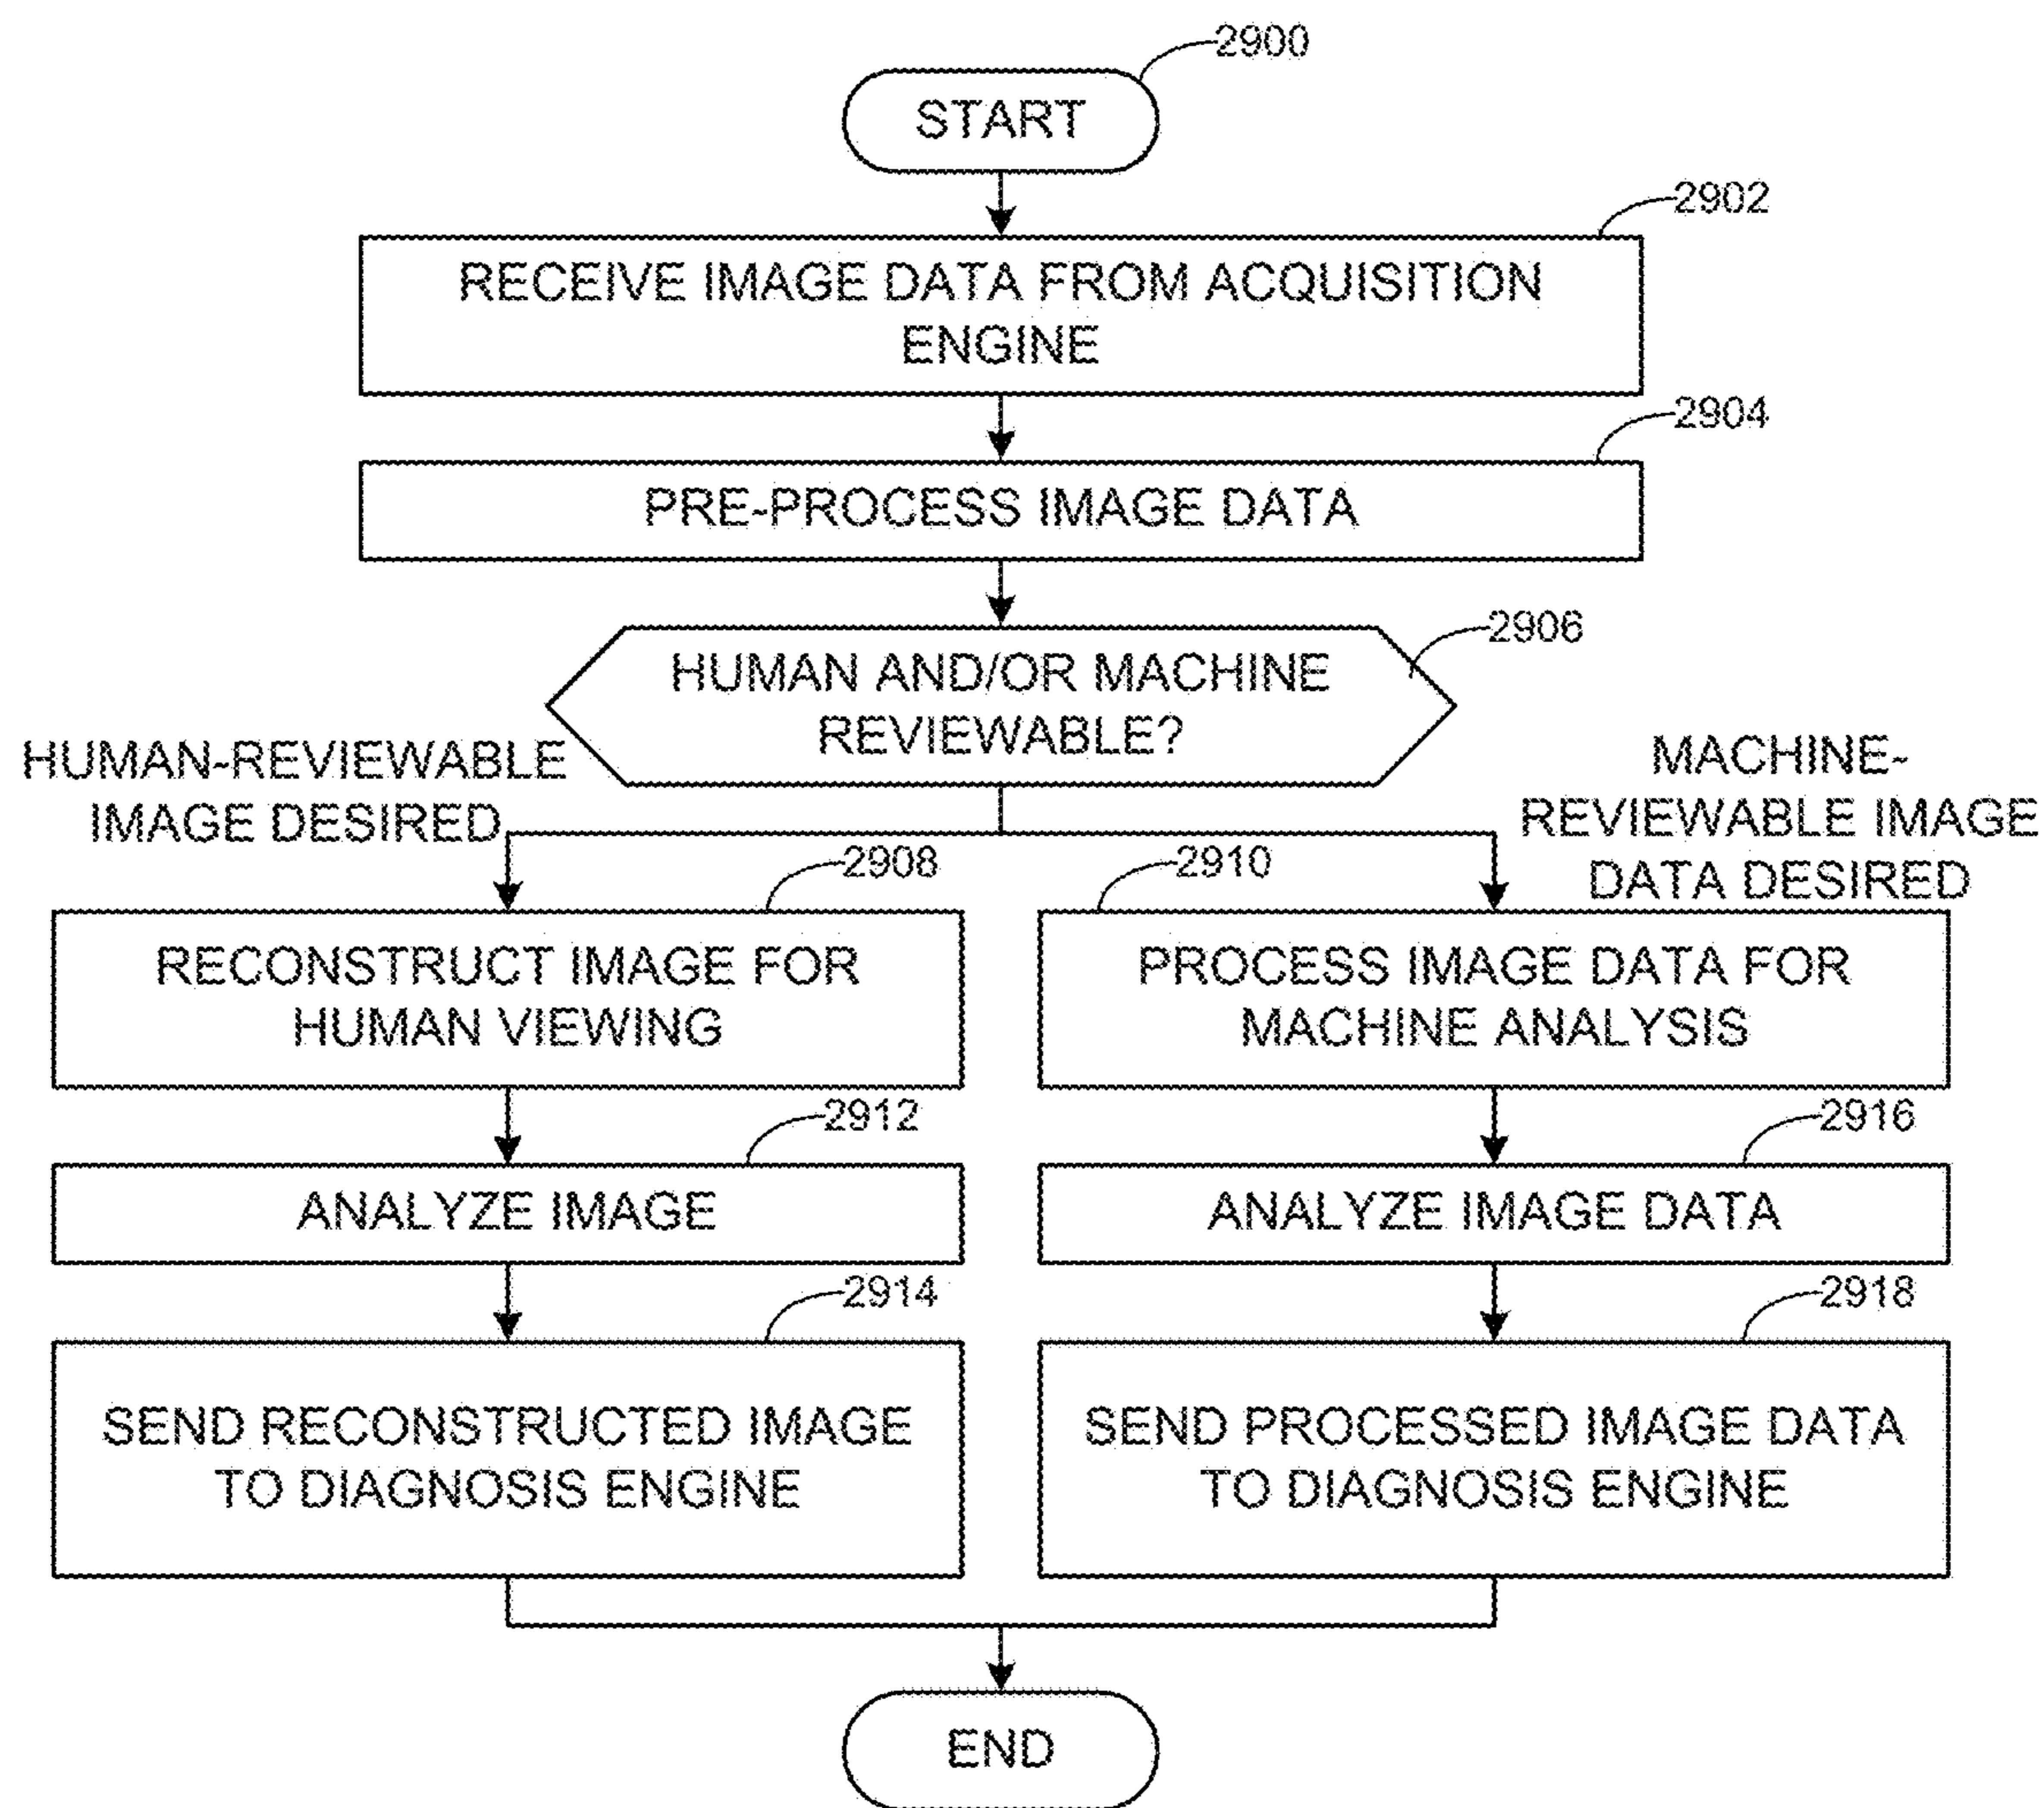 2900
START
2902
RECEIVE IMAGE DATA FROM ACQUISITION
ENGINE
2904
PRE-PROCESS IMAGE DATA
2906
HUMAN AND/OR MACHINE
REVIEWABLE?
HUMAN-REVIEWABLE
IMAGE DESIRED
MACHINE-
REVIEWABLE IMAGE
DATA DESIRED
2908
RECONSTRUCT IMAGE FOR
HUMAN VIEWING
2910
PROCESS IMAGE DATA FOR
MACHINE ANALYSIS
2912
ANALYZE IMAGE
2916
ANALYZE IMAGE DATA
2914
SEND RECONSTRUCTED IMAGE
TO DIAGNOSIS ENGINE
2918
SEND PROCESSED IMAGE DATA
TO DIAGNOSIS ENGINE
END